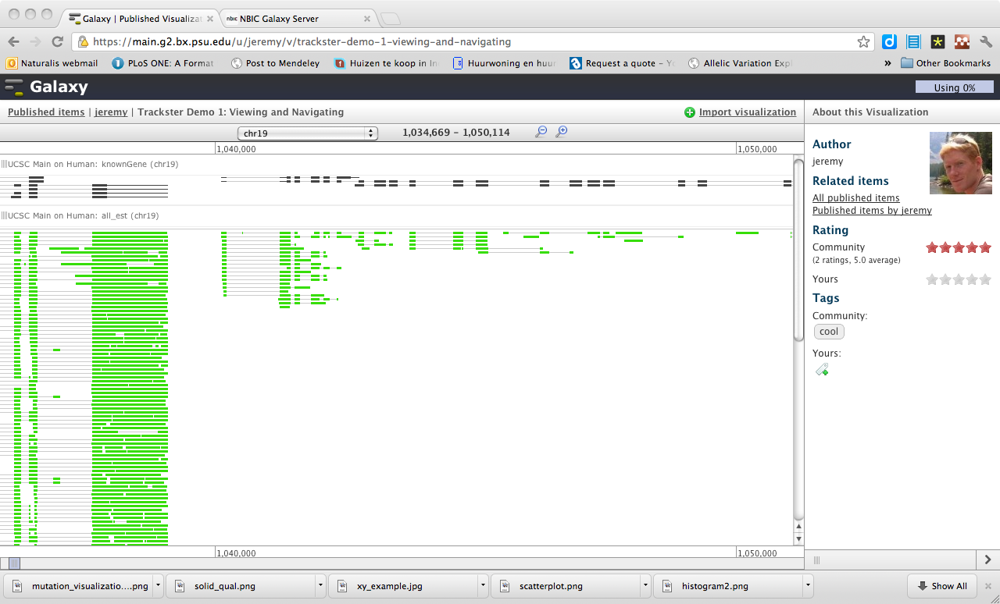 Galaxy | Published Visualizat
nbic NBIC Galaxy Server
https://main.g2.bx.psu.edu/u/jeremy/v/trackster-demo-1-viewing-and-navigating
Naturalis webmail PLoS ONE: A Format Post to Mendeley Huizen te koop in In Huurwoning en huur Request a quote – Yo Allelic Variation Expl » Other Bookmarks
Galaxy Using 0%
Published items | jeremy | Trackster Demo 1: Viewing and Navigating Import visualization About this Visualization
chr19 1,034,669 - 1,050,114
1,040,000 1,050,000
UCSC Main on Human: knownGene (chr19)
UCSC Main on Human: all_est (chr19)
Author
jeremy
Related items
All published items
Published items by jeremy
Rating
Community
(2 ratings, 5.0 average)
Yours
Tags
Community:
cool
Yours:
1,040,000 1,050,000
mutation_visualizatio....png solid_qual.png xy_example.jpg scatterplot.png histogram2.png Show All